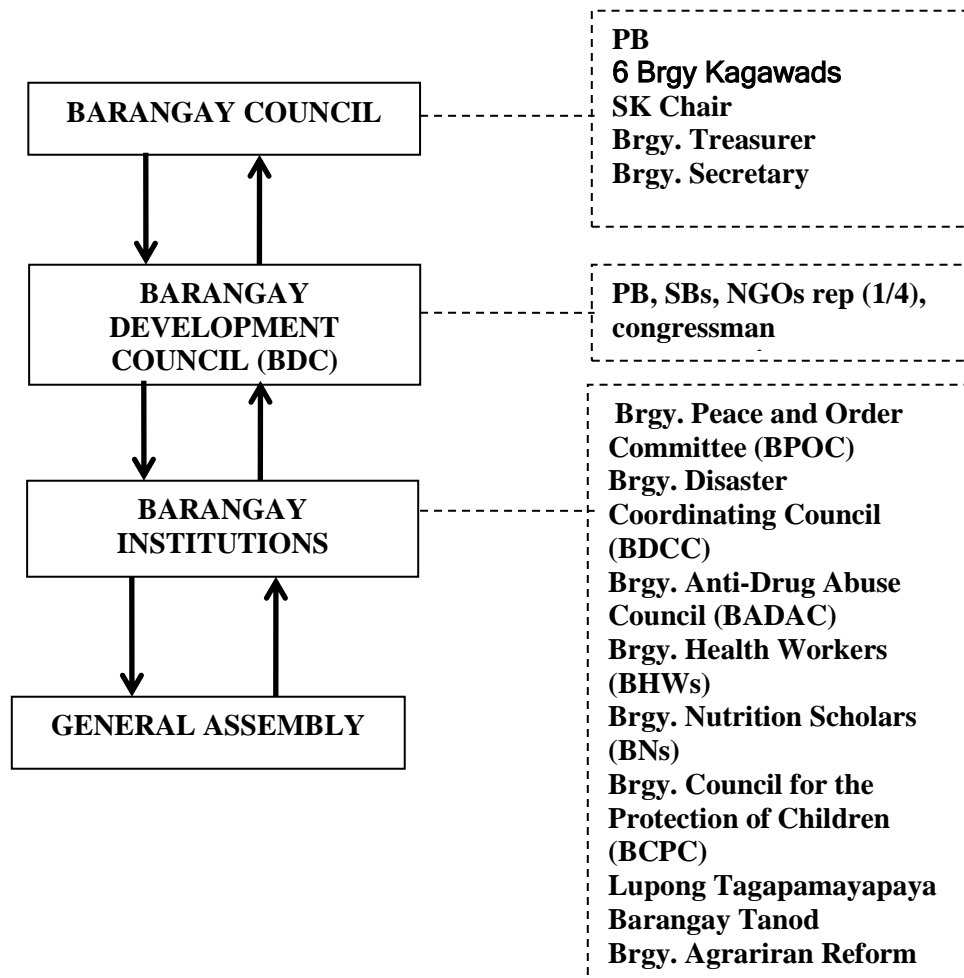 BARANGAY COUNCIL
PB
6 Brgy Kagawads
SK Chair
Brgy. Treasurer
Brgy. Secretary
BARANGAY
DEVELOPMENT
COUNCIL (BDC)
PB, SBs, NGOs rep (1/4),
congressman
BARANGAY
INSTITUTIONS
Brgy. Peace and Order
Committee (BPOC)
Brgy. Disaster
Coordinating Council
(BDCC)
Brgy. Anti-Drug Abuse
Council (BADAC)
Brgy. Health Workers
(BHWs)
Brgy. Nutrition Scholars
(BNs)
Brgy. Council for the
Protection of Children
(BCPC)
Lupong Tagapamayapaya
Barangay Tanod
Brgy. Agrariran Reform
GENERAL ASSEMBLY